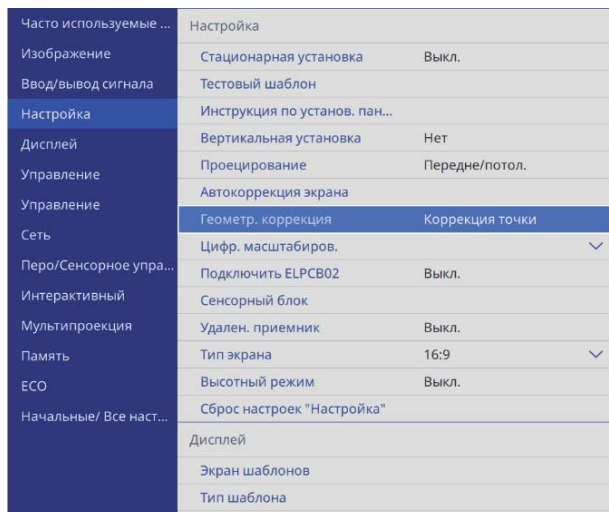 Часто используемые ...
Изображение
Ввод/вывод сигнала
Настройка
Дисплей
Управление
Управление
Сеть
Перо/Сенсорное упра...
Интерактивный
Мультипроекция
Память
ECO
Начальные/ Все наст...
Настройка
Стационарная установка Выкл.
Тестовый шаблон
Инструкция по установ. пан...
Вертикальная установка Нет
Проецирование Передне/потол.
Автокоррекция экрана
Геометр. коррекция Коррекция точки
Цифр. масштабиров.
Подключить ELPCB02 Выкл.
Сенсорный блок
Удален. приемник Выкл.
Тип экрана 16:9
Высотный режим Выкл.
Сброс настроек "Настройка"
Дисплей
Экран шаблонов
Тип шаблона